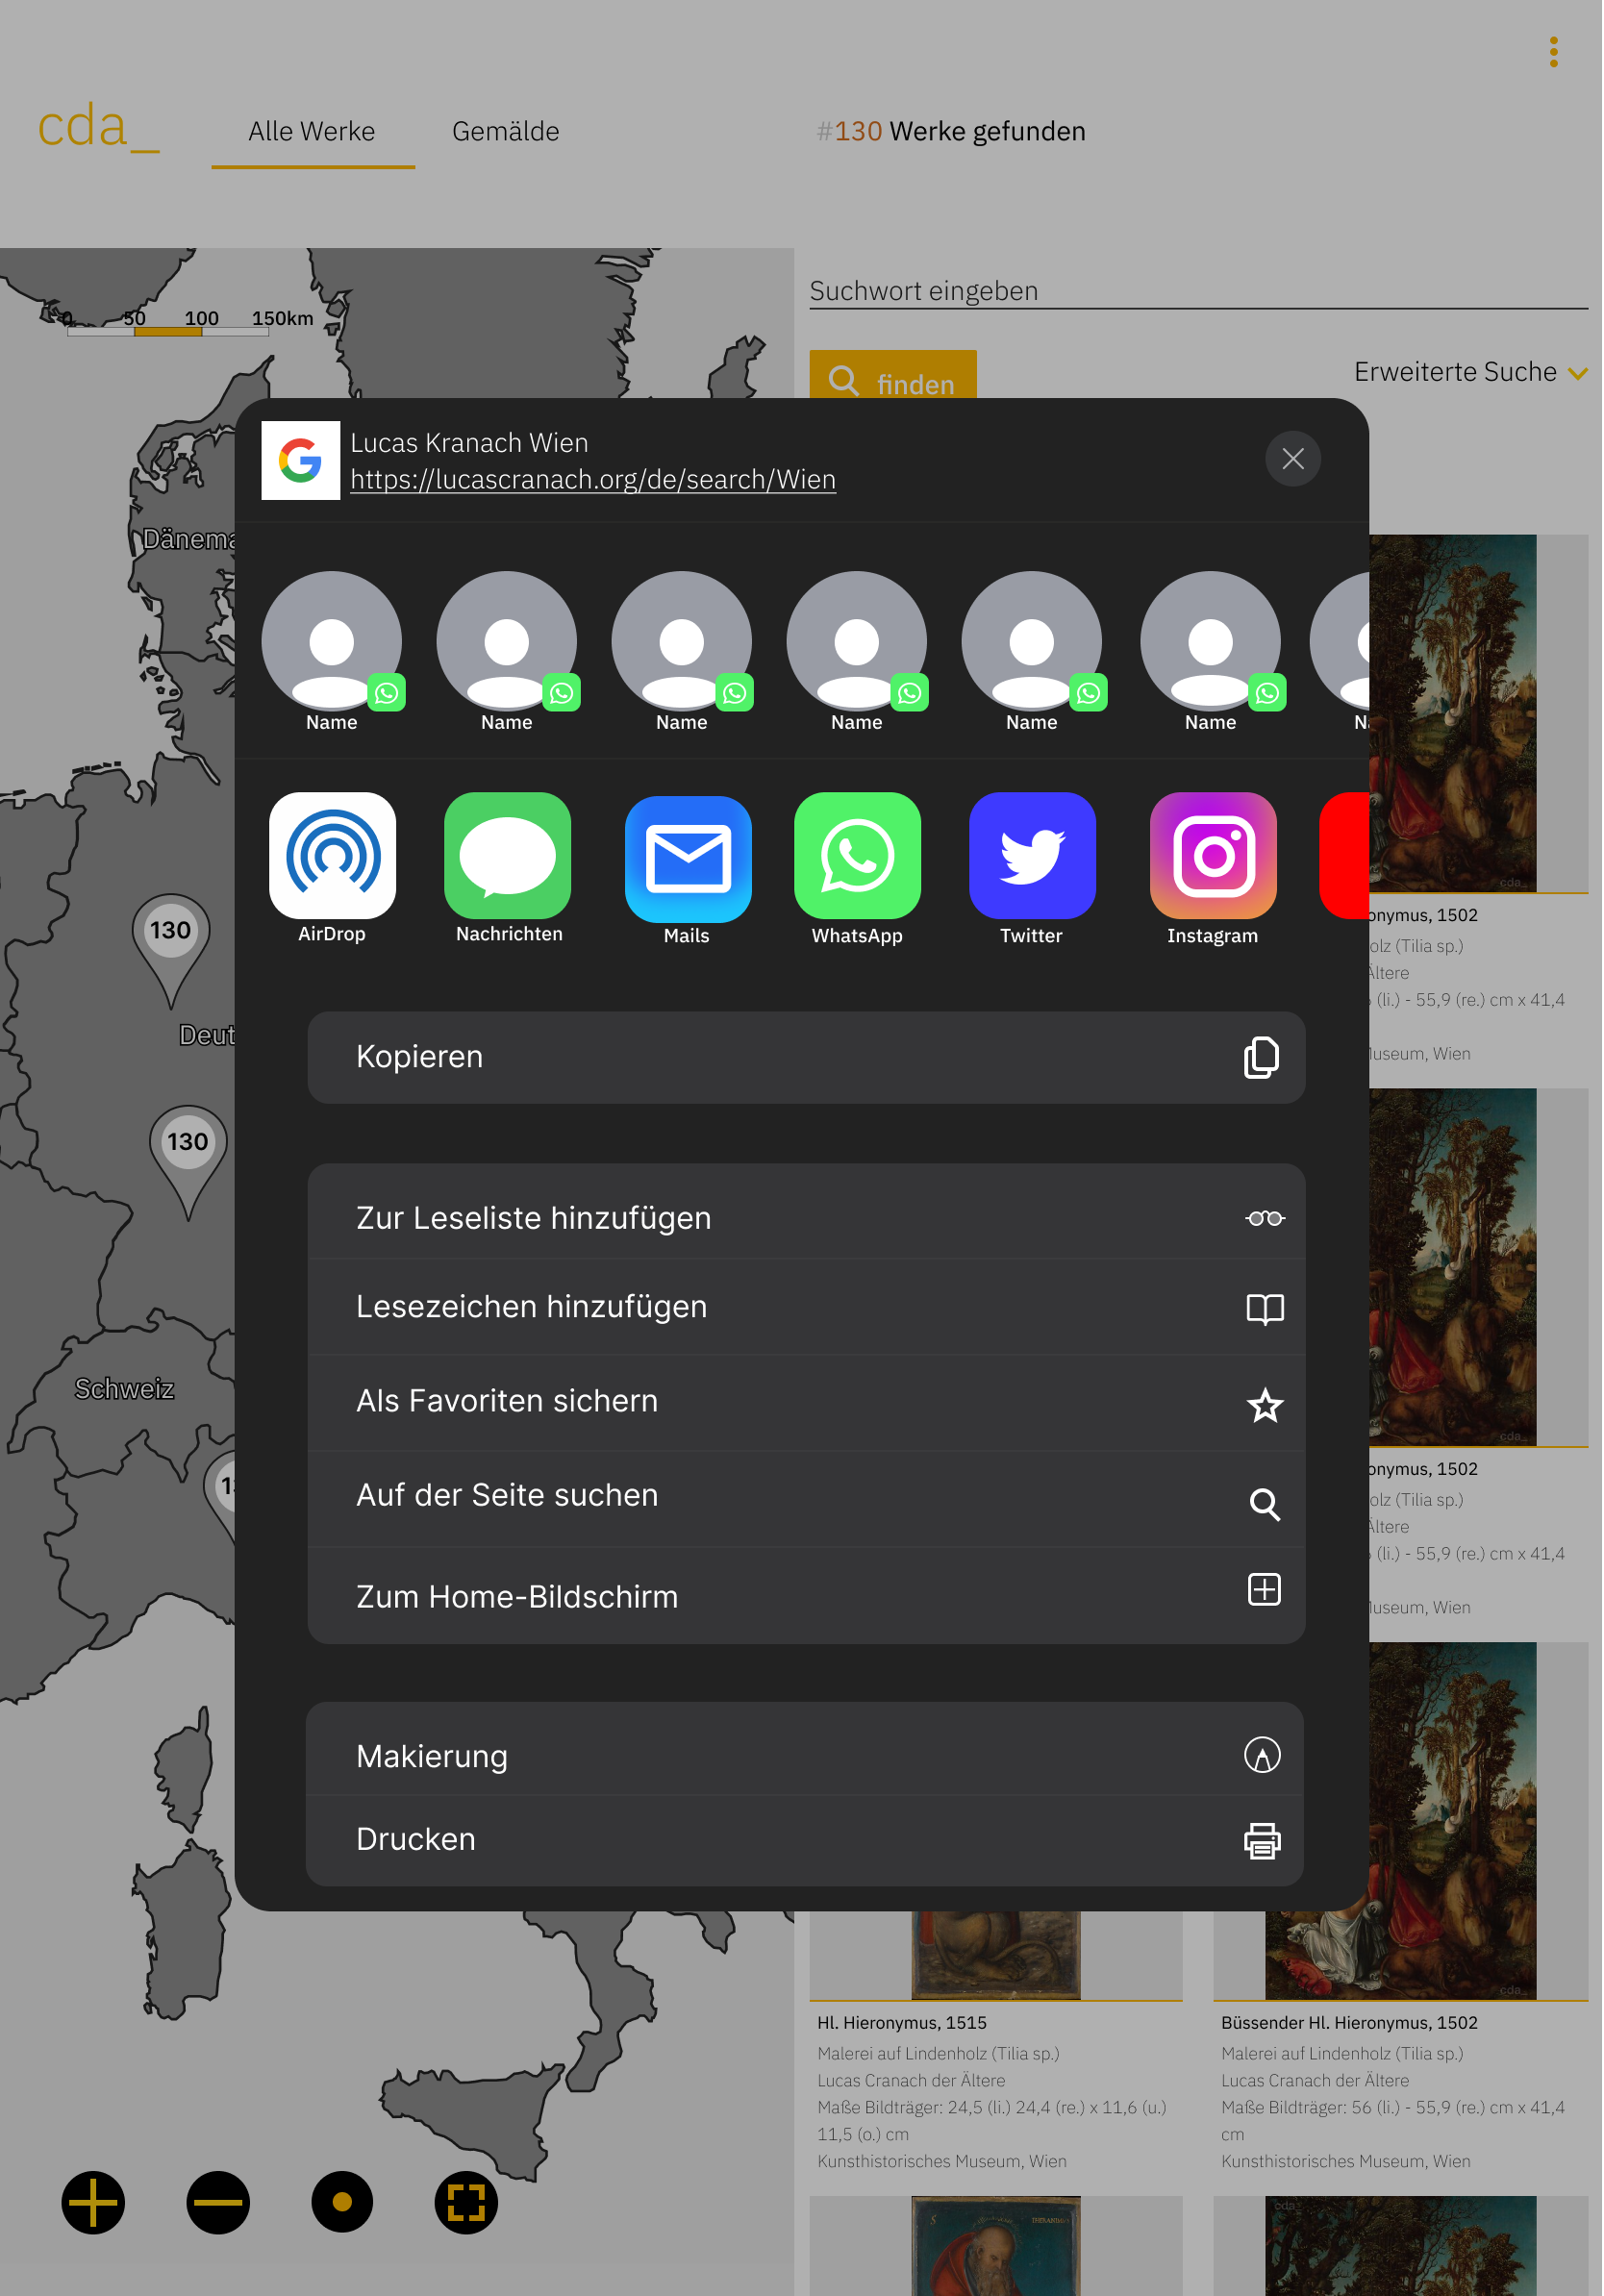 cda_
Alle Werke
Gemälde
#130 Werke gefunden
0 50 100 150km
Suchwort eingeben
finden
Erweiterte Suche
Lucas Kranach Wien
https://lucascranach.org/de/search/Wien
Dänema
Name
Name
Name
Name
Name
Name
Na
AirDrop
Nachrichten
Mails
WhatsApp
Twitter
Instagram
130
Deut
130
Schweiz
13
Kopieren
Zur Leseliste hinzufügen
Lesezeichen hinzufügen
Als Favoriten sichern
Auf der Seite suchen
Zum Home-Bildschirm
Makierung
Drucken
cda_
onymus, 1502
olz (Tilia sp.)
Ältere
(li.) - 55,9 (re.) cm x 41,4
Museum, Wien
cda_
onymus, 1502
olz (Tilia sp.)
Ältere
(li.) - 55,9 (re.) cm x 41,4
Museum, Wien
cda_
Hl. Hieronymus, 1515
Malerei auf Lindenholz (Tilia sp.)
Lucas Cranach der Ältere
Maße Bildträger: 24,5 (li.) 24,4 (re.) x 11,6 (u.)
11,5 (o.) cm
Kunsthistorisches Museum, Wien
Büssender Hl. Hieronymus, 1502
Malerei auf Lindenholz (Tilia sp.)
Lucas Cranach der Ältere
Maße Bildträger: 56 (li.) - 55,9 (re.) cm x 41,4
cm
Kunsthistorisches Museum, Wien
cda_